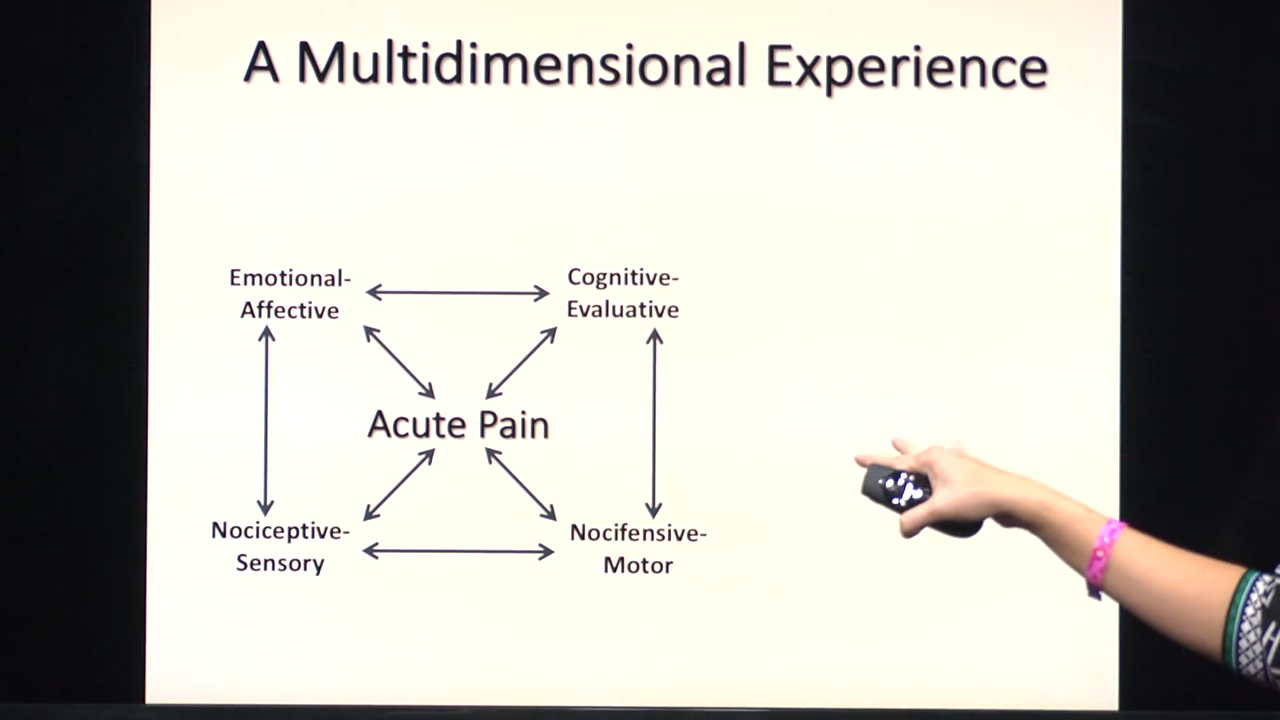 A Multidimensional Experience
Emotional-
Affective
Cognitive-
Evaluative
Acute Pain
Nociceptive-
Sensory
Nocifensive-
Motor